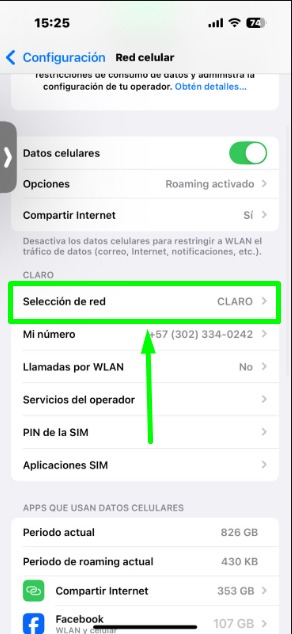 15:25
74
Configuración
Red celular
restricciones de consumo de datos y administra la
configuración de tu operador. Obtén detalles...
Datos celulares
Opciones
Roaming activado
Compartir Internet
Sí
Desactiva los datos celulares para restringir a WLAN el
tráfico de datos (correo, Internet, notificaciones, etc.).
CLARO
Selección de red
CLARO
Mi número
+57 (302) 334-0242
Llamadas por WLAN
No
Servicios del operador
PIN de la SIM
Aplicaciones SIM
APPS QUE USAN DATOS CELULARES
Periodo actual
826 GB
Periodo de roaming actual
430 KB
Compartir Internet
353 GB
Facebook
107 GB
WLAN y celular